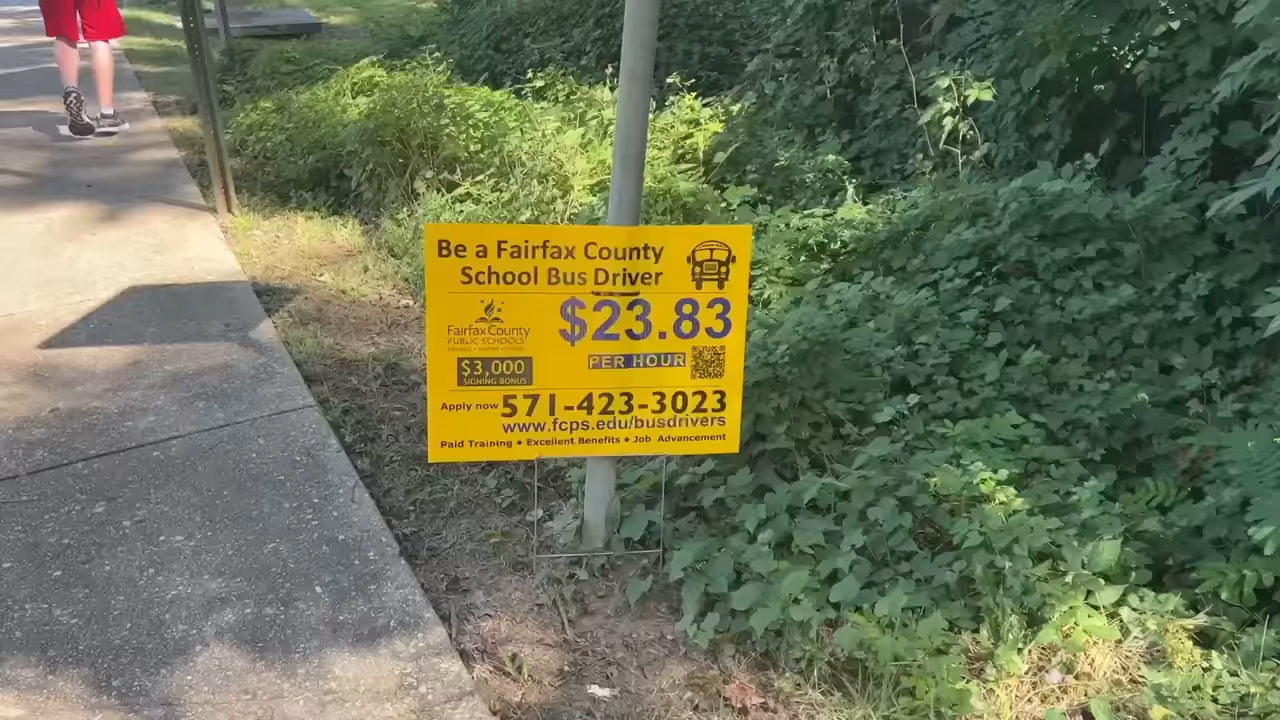 Be a Fairfax County
School Bus Driver
Fairfax County
PUBLIC SCHOOLS
$23.83
PER HOUR
$3,000
SIGNING BONUS
Apply now 571-423-3023
www.fcps.edu/busdrivers
Paid Training • Excellent Benefits • Job Advancement